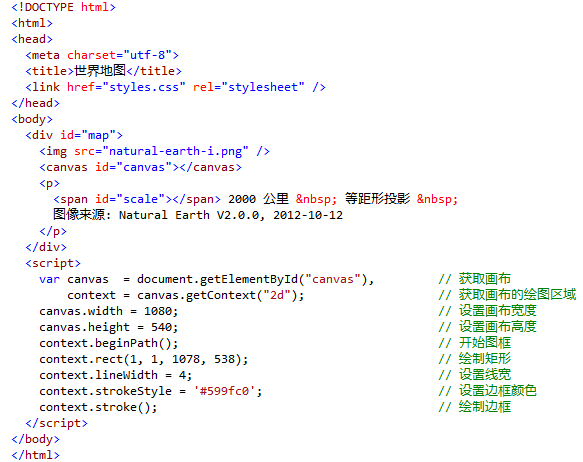 <!DOCTYPE html>
<html>
<head>
  <meta charset="utf-8">
  <title>世界地图</title>
  <link href="styles.css" rel="stylesheet" />
</head>
<body>
  <div id="map">
    <img src="natural-earth-i.png" />
    <canvas id="canvas"></canvas>
    <p>
      <span id="scale"></span> 2000 公里 &nbsp; 等距形投影 &nbsp;
      图像来源: Natural Earth V2.0.0, 2012-10-12
    </p>
  </div>
  <script>
    var canvas  = document.getElementById("canvas"),         // 获取画布
        context = canvas.getContext("2d");                   // 获取画布的绘图区域
    canvas.width = 1080;                                     // 设置画布宽度
    canvas.height = 540;                                     // 设置画布高度
    context.beginPath();                                     // 开始图框
    context.rect(1, 1, 1078, 538);                           // 绘制矩形
    context.lineWidth = 4;                                   // 设置线宽
    context.strokeStyle = '#599fc0';                         // 设置边框颜色
    context.stroke();                                        // 绘制边框
  </script>
</body>
</html>